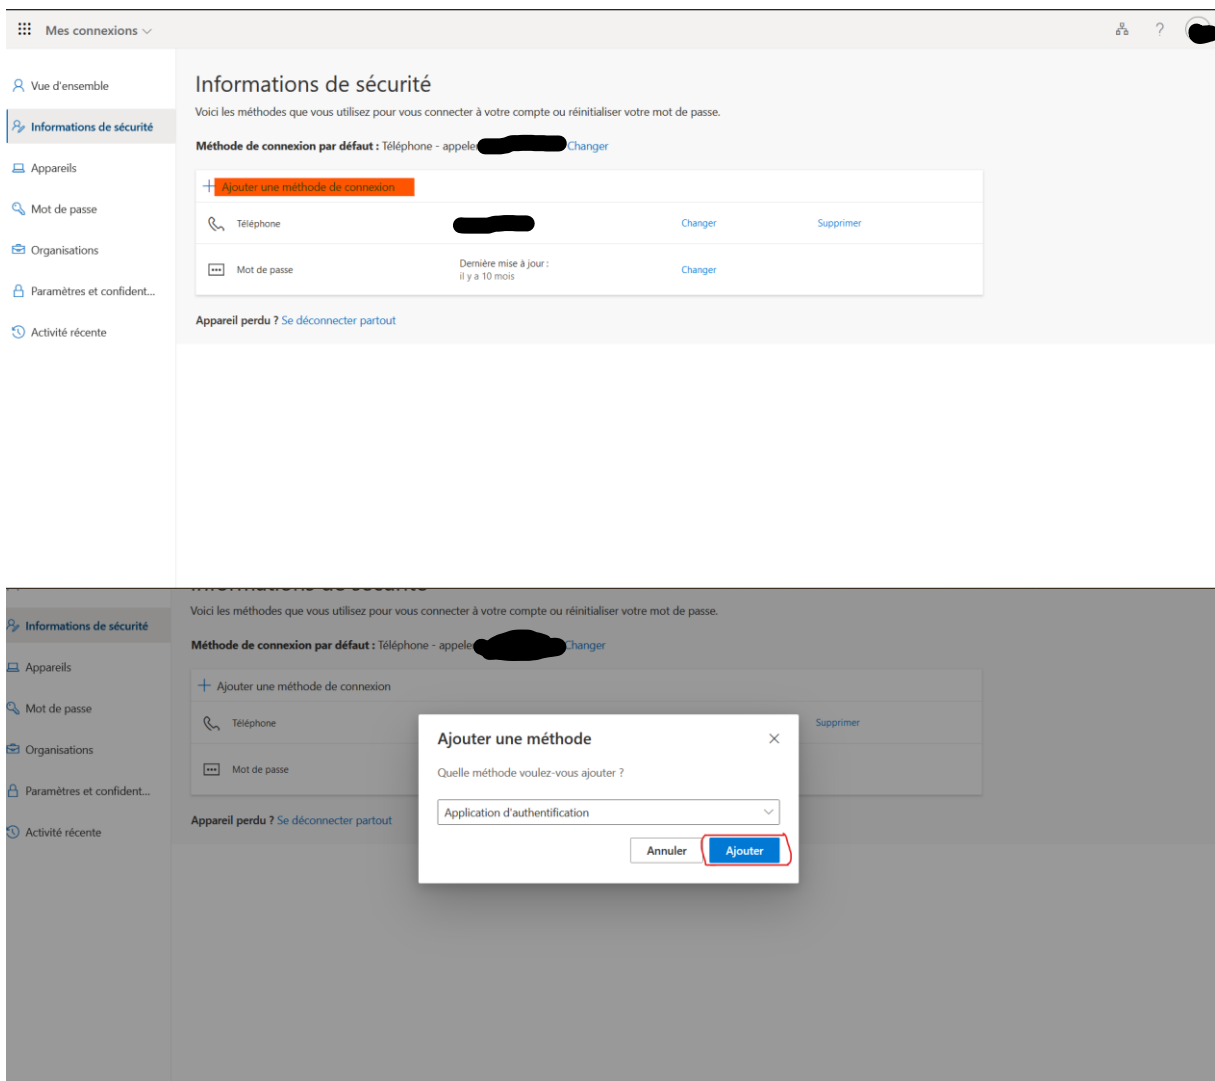 Mes connexions
?
Vue d'ensemble
Informations de sécurité
Appareils
Mot de passe
Organisations
Paramètres et confident...
Activité récente
Informations de sécurité
Voici les méthodes que vous utilisez pour vous connecter à votre compte ou réinitialiser votre mot de passe.
Méthode de connexion par défaut : Téléphone - appeler Changer
+ Ajouter une méthode de connexion
Téléphone Changer Supprimer
Mot de passe Dernière mise à jour : Changer
il y a 10 mois
Appareil perdu ? Se déconnecter partout
Informations de sécurité
Appareils
Mot de passe
Organisations
Paramètres et confident...
Activité récente
Informations de sécurité
Voici les méthodes que vous utilisez pour vous connecter à votre compte ou réinitialiser votre mot de passe.
Méthode de connexion par défaut : Téléphone - appeler Changer
+ Ajouter une méthode de connexion
Téléphone Supprimer
Mot de passe
Appareil perdu ? Se déconnecter partout
Ajouter une méthode
Quelle méthode voulez-vous ajouter ?
Application d'authentification
Annuler Ajouter